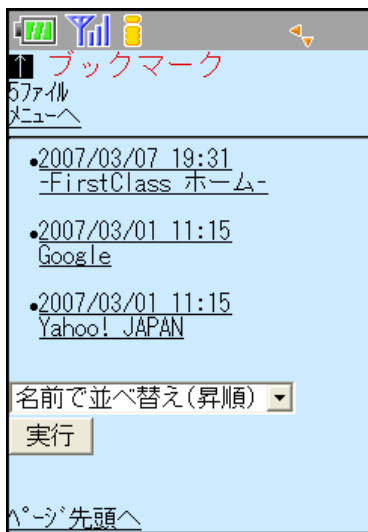 ↑ ブックマーク
5ファイル
メニューへ
•2007/03/07 19:31
-FirstClass ホーム-
•2007/03/01 11:15
Google
•2007/03/01 11:15
Yahoo! JAPAN
名前で並べ替え(昇順)
実行
ページ先頭へ